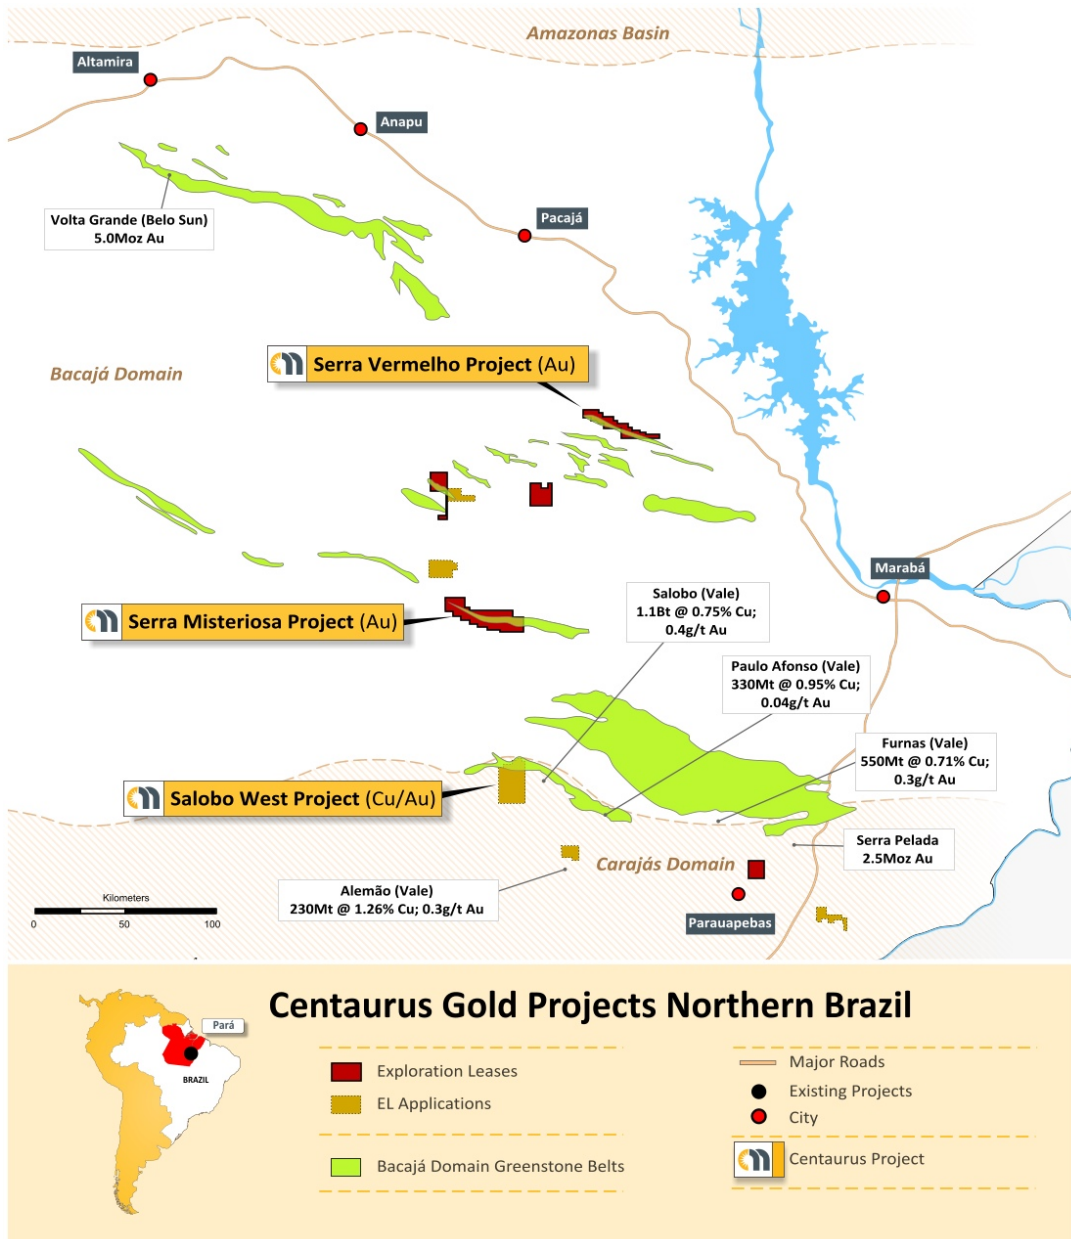 Amazonas Basin
Altamira
Anapu
Volta Grande (Belo Sun)
5.0Moz Au
Pacajá
Serra Vermelho Project (Au)
Bacajá Domain
Marabá
Salobo (Vale)
1.1Bt @ 0.75% Cu;
0.4g/t Au
Serra Misteriosa Project (Au)
Paulo Afonso (Vale)
330Mt @ 0.95% Cu;
0.04g/t Au
Furnas (Vale)
550Mt @ 0.71% Cu;
0.3g/t Au
Salobo West Project (Cu/Au)
Serra Pelada
2.5Moz Au
Carajás Domain
Alemão (Vale)
230Mt @ 1.26% Cu; 0.3g/t Au
Parauapebas
Kilometers
0 50 100
Centaurus Gold Projects Northern Brazil
Pará
BRAZIL
Exploration Leases
EL Applications
Bacajá Domain Greenstone Belts
Major Roads
Existing Projects
City
Centaurus Project